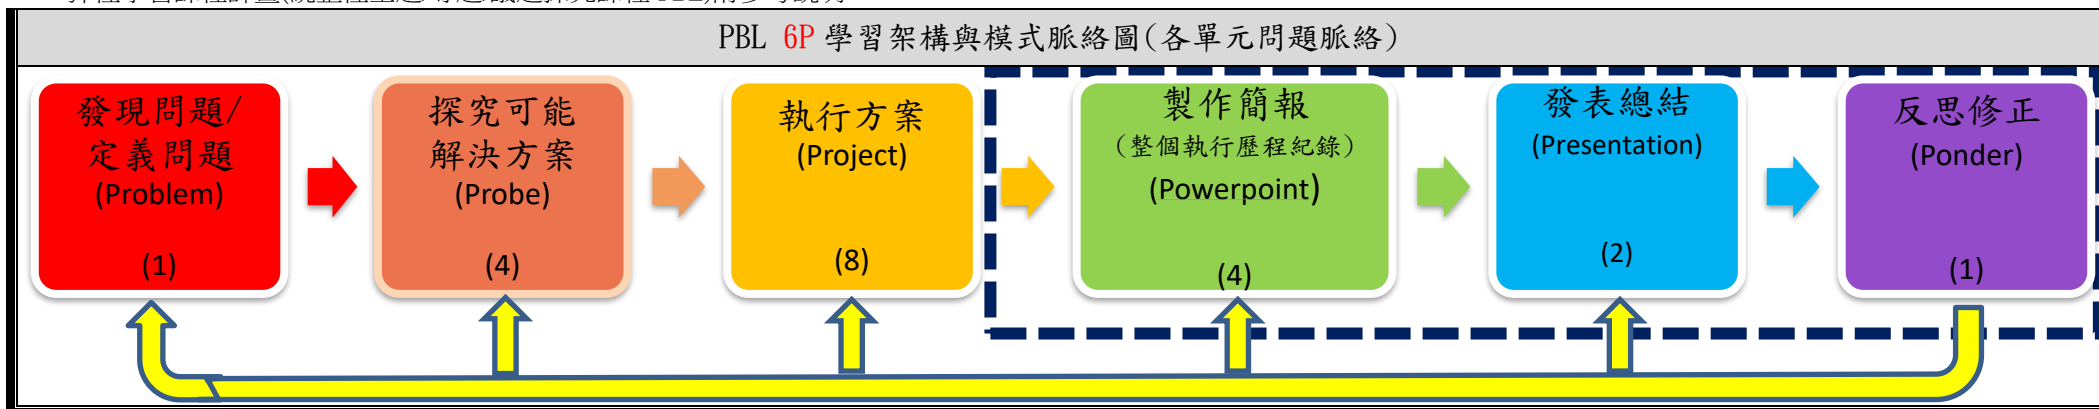 PBL 6P 學習架構與模式脈絡圖(各單元問題脈絡)
發現問題/
定義問題
(Problem)
(1)
探究可能
解決方案
(Probe)
(4)
執行方案
(Project)
(8)
製作簡報
(整個執行歷程紀錄)
(Powerpoint)
(4)
發表總結
(Presentation)
(2)
反思修正
(Ponder)
(1)